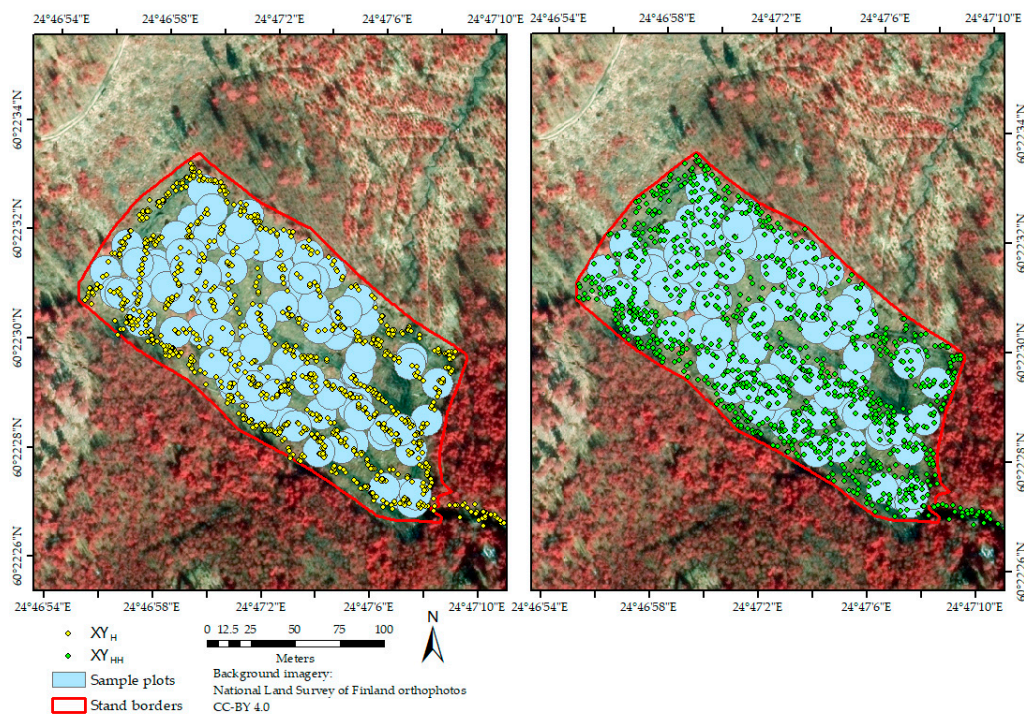 24°46'54"E 24°46'58"E 24°47'2"E 24°47'6"E 24°47'10"E
24°46'54"E 24°46'58"E 24°47'2"E 24°47'6"E 24°47'10"E
60°22'34"N
60°22'32"N
60°22'30"N
60°22'28"N
60°22'26"N
60°22'34"N
60°22'32"N
60°22'30"N
60°22'28"N
60°22'26"N
24°46'54"E 24°46'58"E 24°47'2"E 24°47'6"E 24°47'10"E
24°46'54"E 24°46'58"E 24°47'2"E 24°47'6"E 24°47'10"E
XYH
XYHH
Sample plots
Stand borders
0 12.5 25 50 75 100
Meters
N
Background imagery:
National Land Survey of Finland orthophotos
CC-BY 4.0